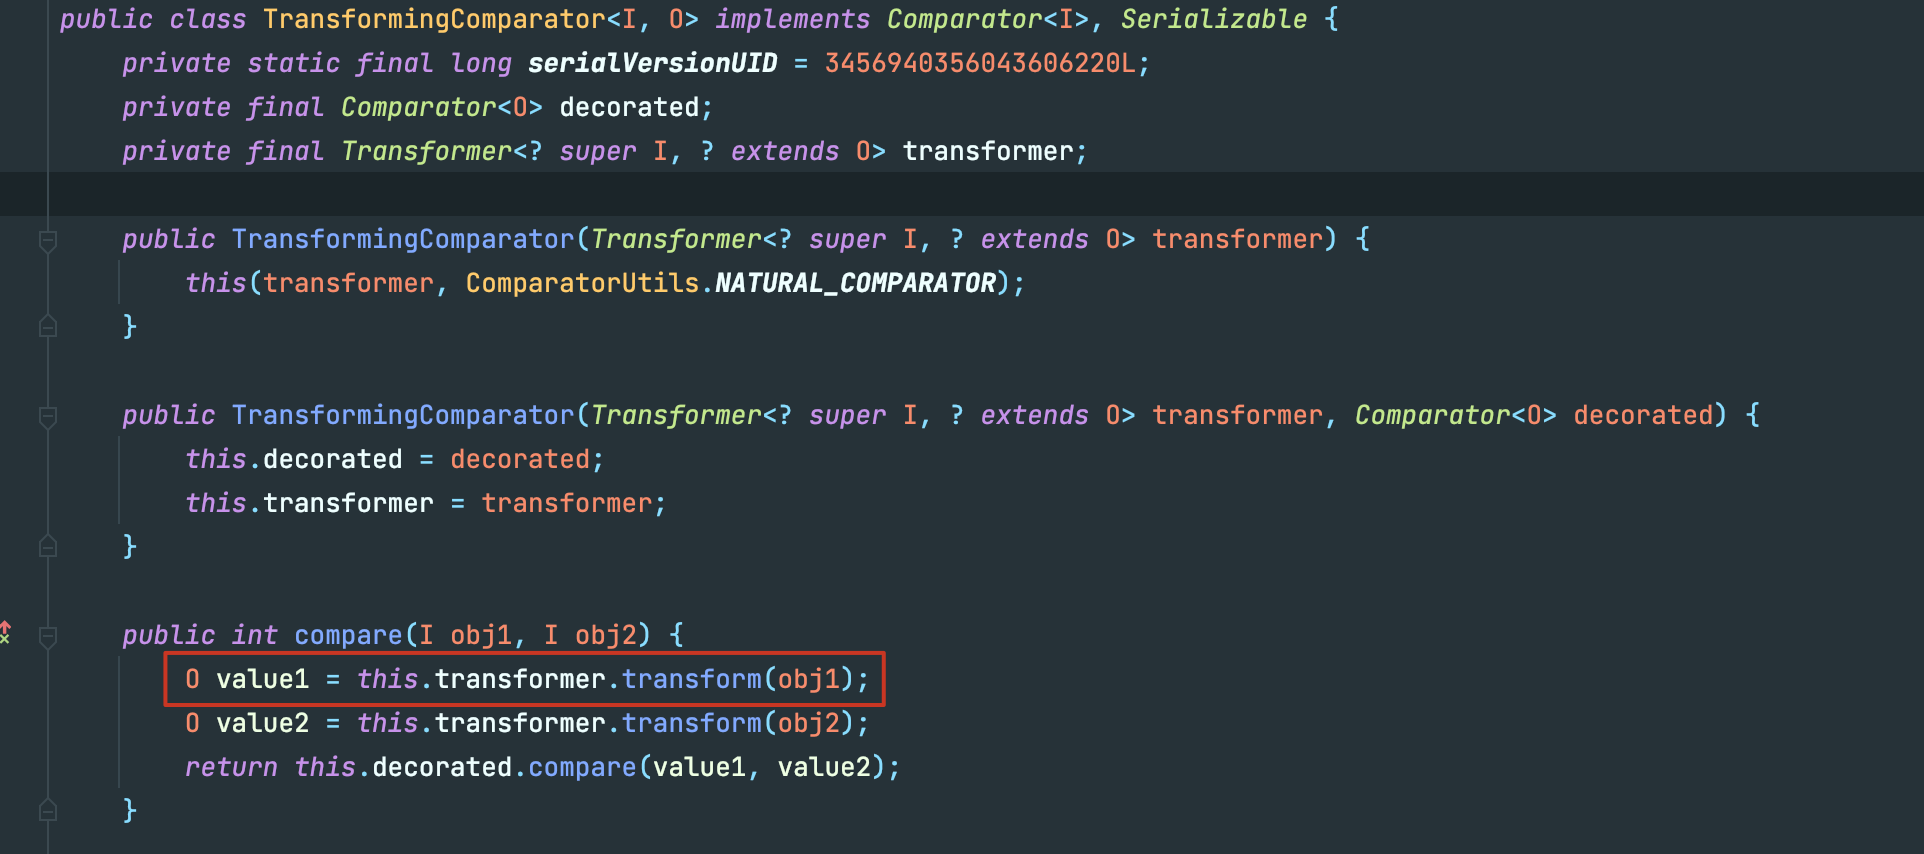 public class TransformingComparator<I, O> implements Comparator<I>, Serializable {
    private static final long serialVersionUID = 3456940356043606220L;
    private final Comparator<O> decorated;
    private final Transformer<? super I, ? extends O> transformer;
    public TransformingComparator(Transformer<? super I, ? extends O> transformer) {
        this(transformer, ComparatorUtils.NATURAL_COMPARATOR);
    }
    public TransformingComparator(Transformer<? super I, ? extends O> transformer, Comparator<O> decorated) {
        this.decorated = decorated;
        this.transformer = transformer;
    }
    public int compare(I obj1, I obj2) {
        O value1 = this.transformer.transform(obj1);
        O value2 = this.transformer.transform(obj2);
        return this.decorated.compare(value1, value2);
    }